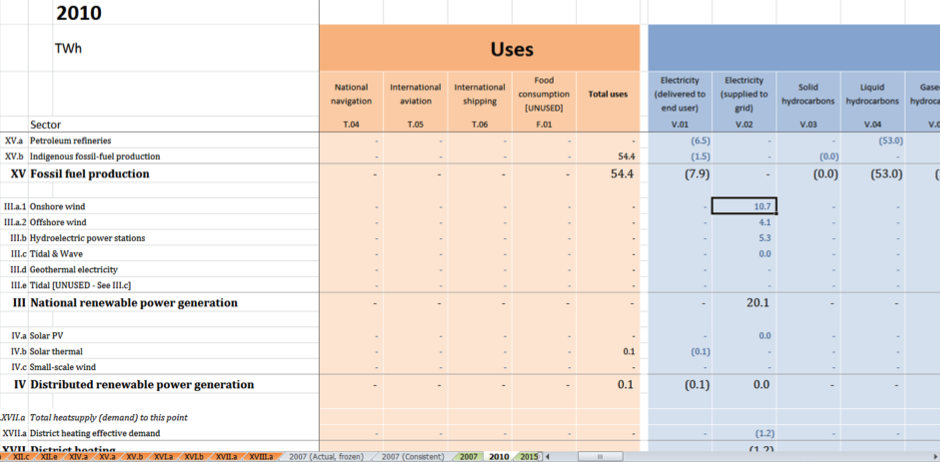 2010
TWh
Uses
National navigation International aviation International shipping Food consumption [UNUSED] Total uses Electricity (delivered to end user) Electricity (supplied to grid) Solid hydrocarbons Liquid hydrocarbons
Sector T.04 T.05 T.06 F.01 V.01 V.02 V.03 V.04
XV.a Petroleum refineries - - - - - (6.5) - - (53.0)
XV.b Indigenous fossil-fuel production - - - - 54.4 (1.5) - (0.0) -
XV Fossil fuel production - - - - 54.4 (7.9) - (0.0) (53.0) (
III.a.1 Onshore wind - - - - - - 10.7 - -
III.a.2 Offshore wind - - - - - - 4.1 - -
III.b Hydroelectric power stations - - - - - - 5.3 - -
III.c Tidal & Wave - - - - - - 0.0 - -
III.d Geothermal electricity - - - - - - - - -
III.e Tidal [UNUSED - See III.c] - - - - - - - - -
III National renewable power generation - - - - - - 20.1 - -
IV.a Solar PV - - - - - - 0.0 - -
IV.b Solar thermal - - - - 0.1 (0.1) - - -
IV.c Small-scale wind - - - - - - - - -
IV Distributed renewable power generation - - - - 0.1 (0.1) 0.0 - -
XVII.a Total heatsupply (demand) to this point
XVII.a District heating effective demand - - - - - - (1.2) - -
XVII District heating (1.2)
XII.c XII.e XIV.a XV.a XV.b XVI.a XVI.b XVII.a XVIII.a 2007 (Actual, frozen) 2007 (Consistent) 2007 2010 2015